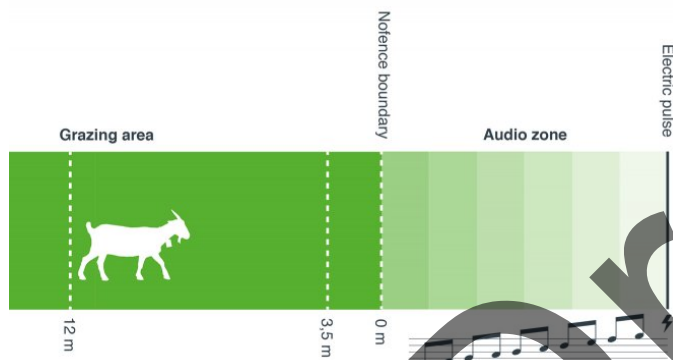 Nofence boundary
Electric pulse
Grazing area
Audio zone
12 m
3,5 m
0 m